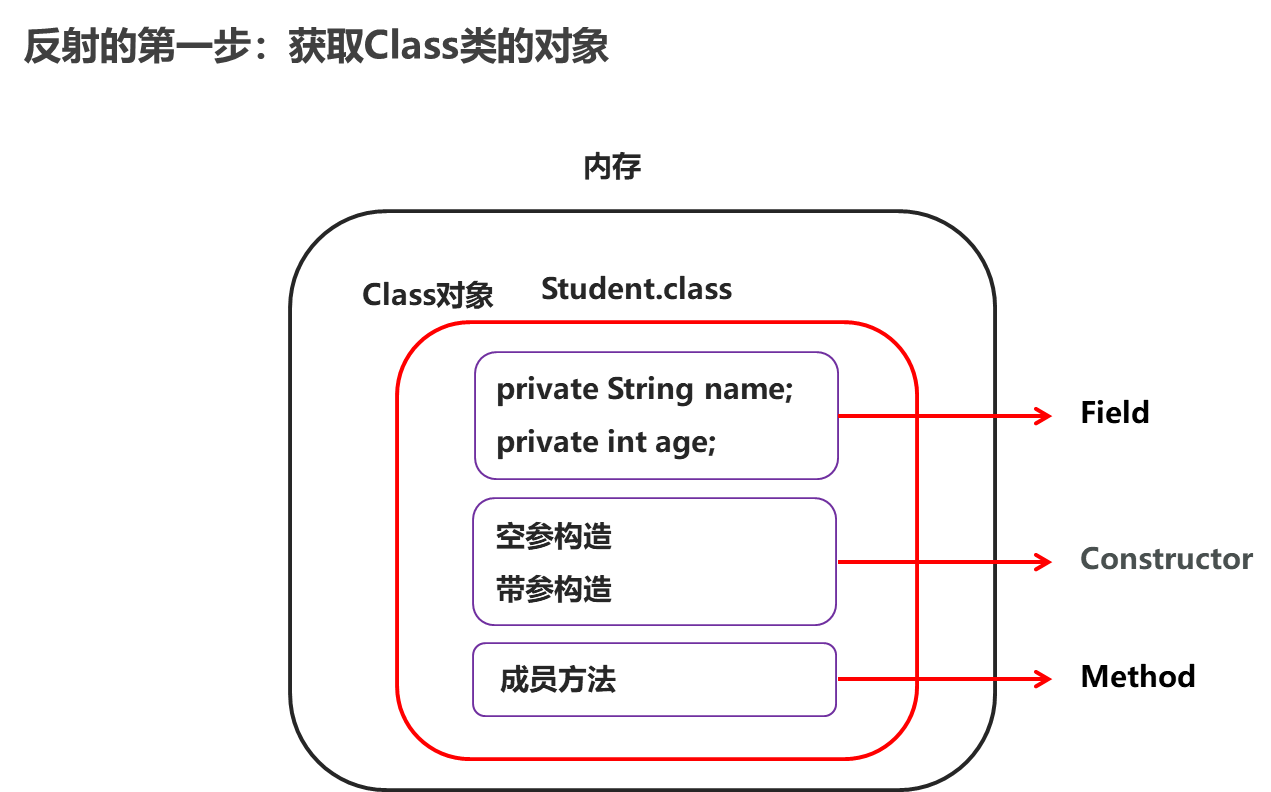 反射的第一步：获取Class类的对象
内存
Class对象
Student.class
private String name;
private int age;
Field
空参构造
带参构造
Constructor
成员方法
Method